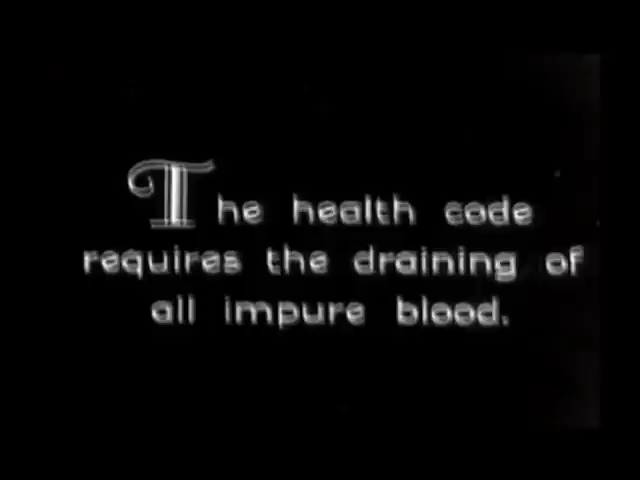 The health code
requires the draining of
all impure blood.